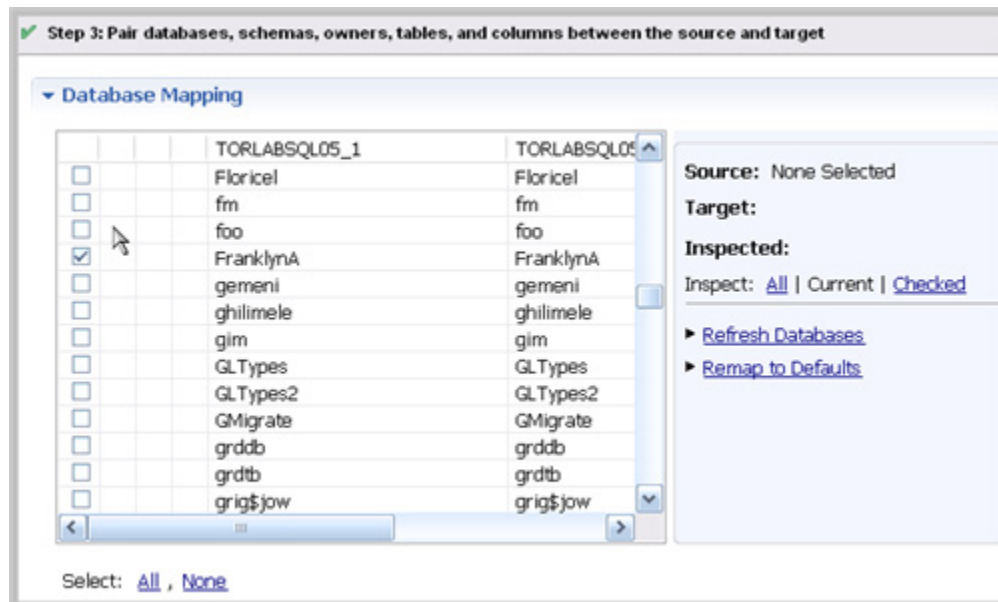 Step 3: Pair databases, schemas, owners, tables, and columns between the source and target
Database Mapping
TORLABSQL05_1 TORLABSQL05
Floricel Floricel
fm fm
foo foo
FranklynA FranklynA
gemeni gemeni
ghilimele ghilimele
gim gim
GLTypes GLTypes
GLTypes2 GLTypes2
GMigrate GMigrate
grddb grddb
grdtb grdtb
grig$jow grig$jow
Source: None Selected
Target:
Inspected:
Inspect: All | Current | Checked
Refresh Databases
Remap to Defaults
Select: All , None